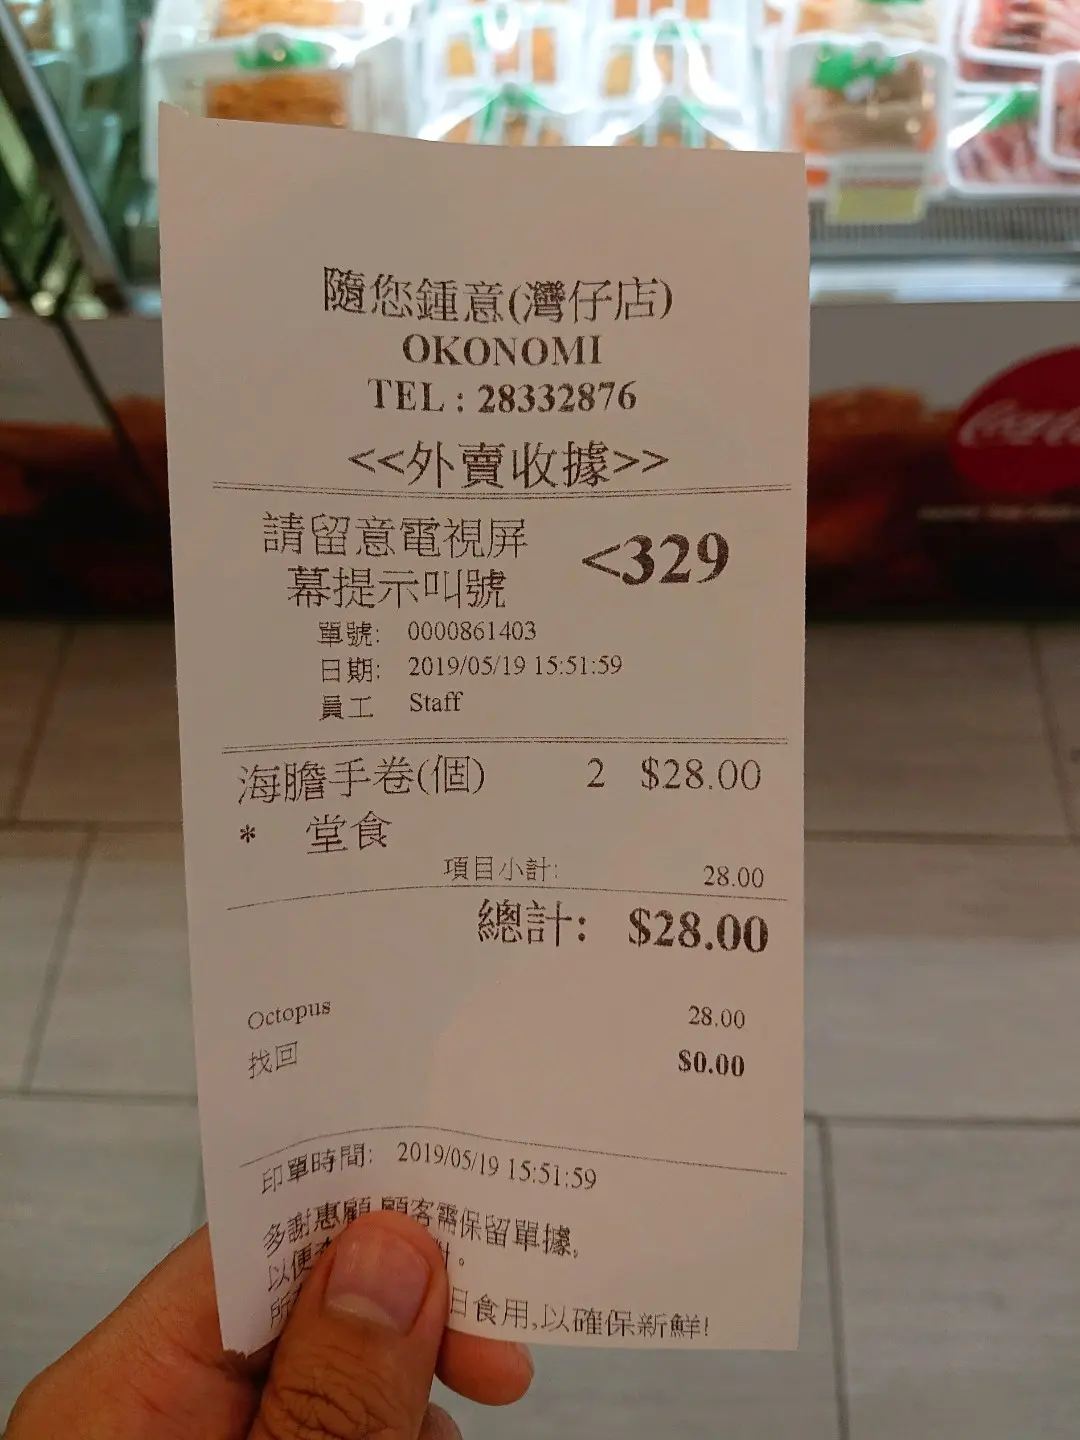 隨您鍾意(灣仔店)
OKONOMI
TEL : 28332876
<<外賣收據>>
請留意電視屏
幕提示叫號
<329
單號: 0000861403
日期: 2019/05/19 15:51:59
員工 Staff
海膽手卷(個) 2 $28.00
* 堂食
項目小計: 28.00
總計: $28.00
Octopus 28.00
找回 $0.00
印單時間: 2019/05/19 15:51:59
多謝惠顧,顧客需保留單據,
以便
日食用,以確保新鮮!